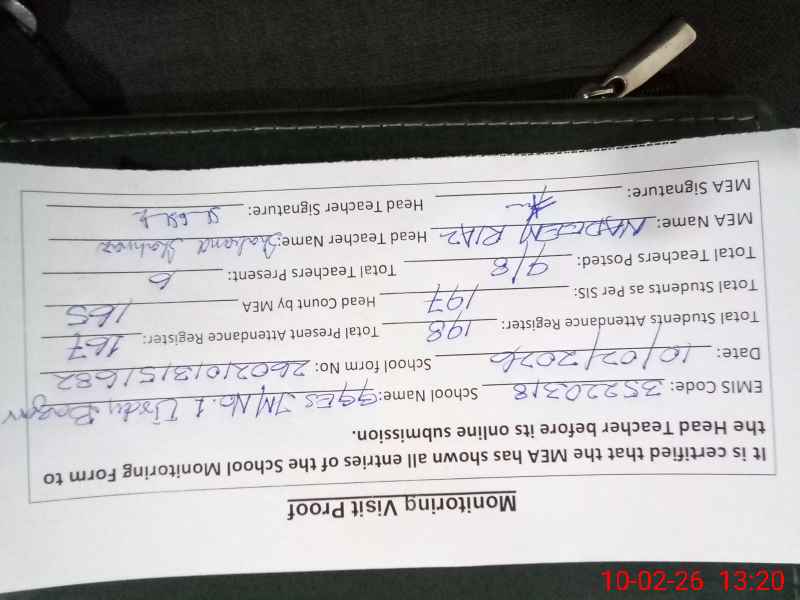 Monitoring Visit Proof
It is certified that the MEA has shown all entries of the School Monitoring Form to
the Head Teacher before its online submission.
EMIS Code: 35220318 School Name: GGES JM/No.1 Urdu Bazar
Date: 10/02/2026 School form No: 26021013151682
Total Students Attendance Register: 198 Total Present Attendance Register: 167
Total Students as Per SIS: 197 Head Count by MEA 165
Total Teachers Posted: 9/8 Total Teachers Present: 6
MEA Name: NADEEM RIAZ Head Teacher Name:
MEA Signature: Head Teacher Signature:
10-02-26 13:20